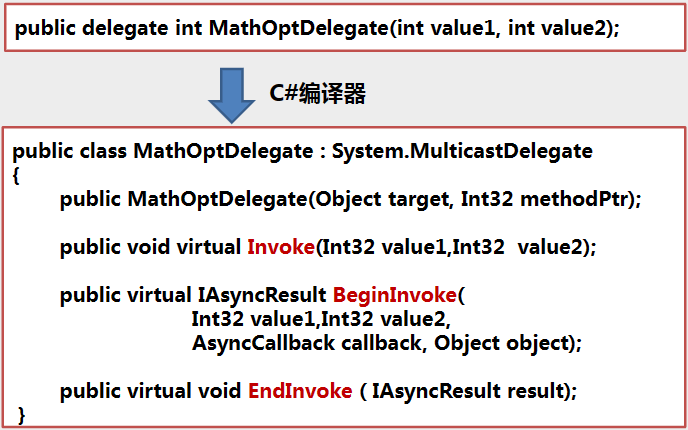 public delegate int MathOptDelegate(int value1, int value2);
C#编译器
public class MathOptDelegate : System.MulticastDelegate
{
public MathOptDelegate(Object target, Int32 methodPtr);
public void virtual Invoke(Int32 value1,Int32 value2);
public virtual IAsyncResult BeginInvoke(
Int32 value1,Int32 value2,
AsyncCallback callback, Object object);
public virtual void EndInvoke ( IAsyncResult result);
}